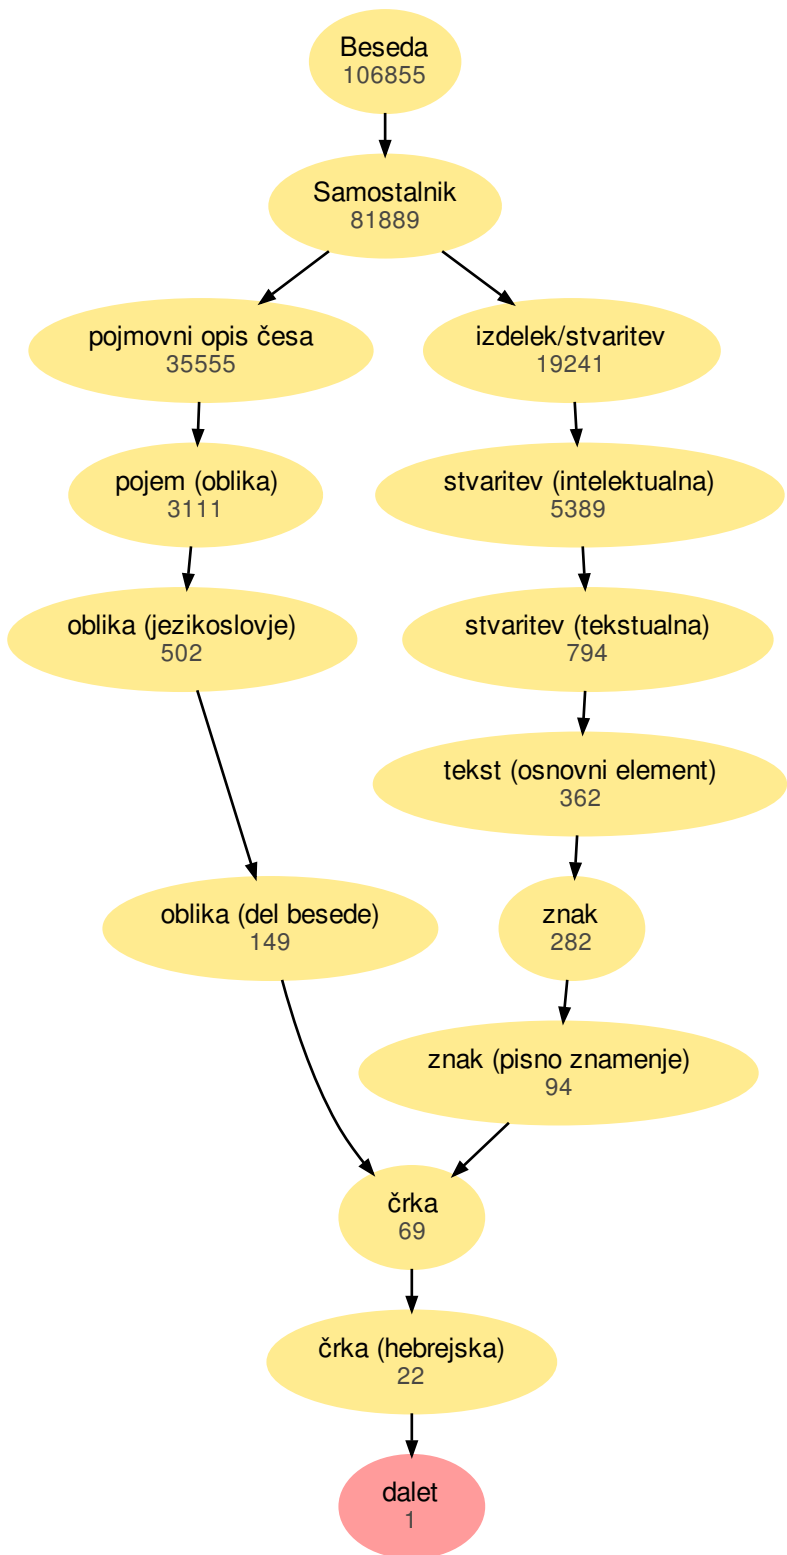 Beseda
106855
Samostalnik
81889
pojmovni opis česa
35555
izdelek/stvaritev
19241
pojem (oblika)
3111
stvaritev (intelektualna)
5389
oblika (jezikoslovje)
502
stvaritev (tekstualna)
794
tekst (osnovni element)
362
oblika (del besede)
149
znak
282
znak (pisno znamenje)
94
črka
69
črka (hebrejska)
22
dalet
1